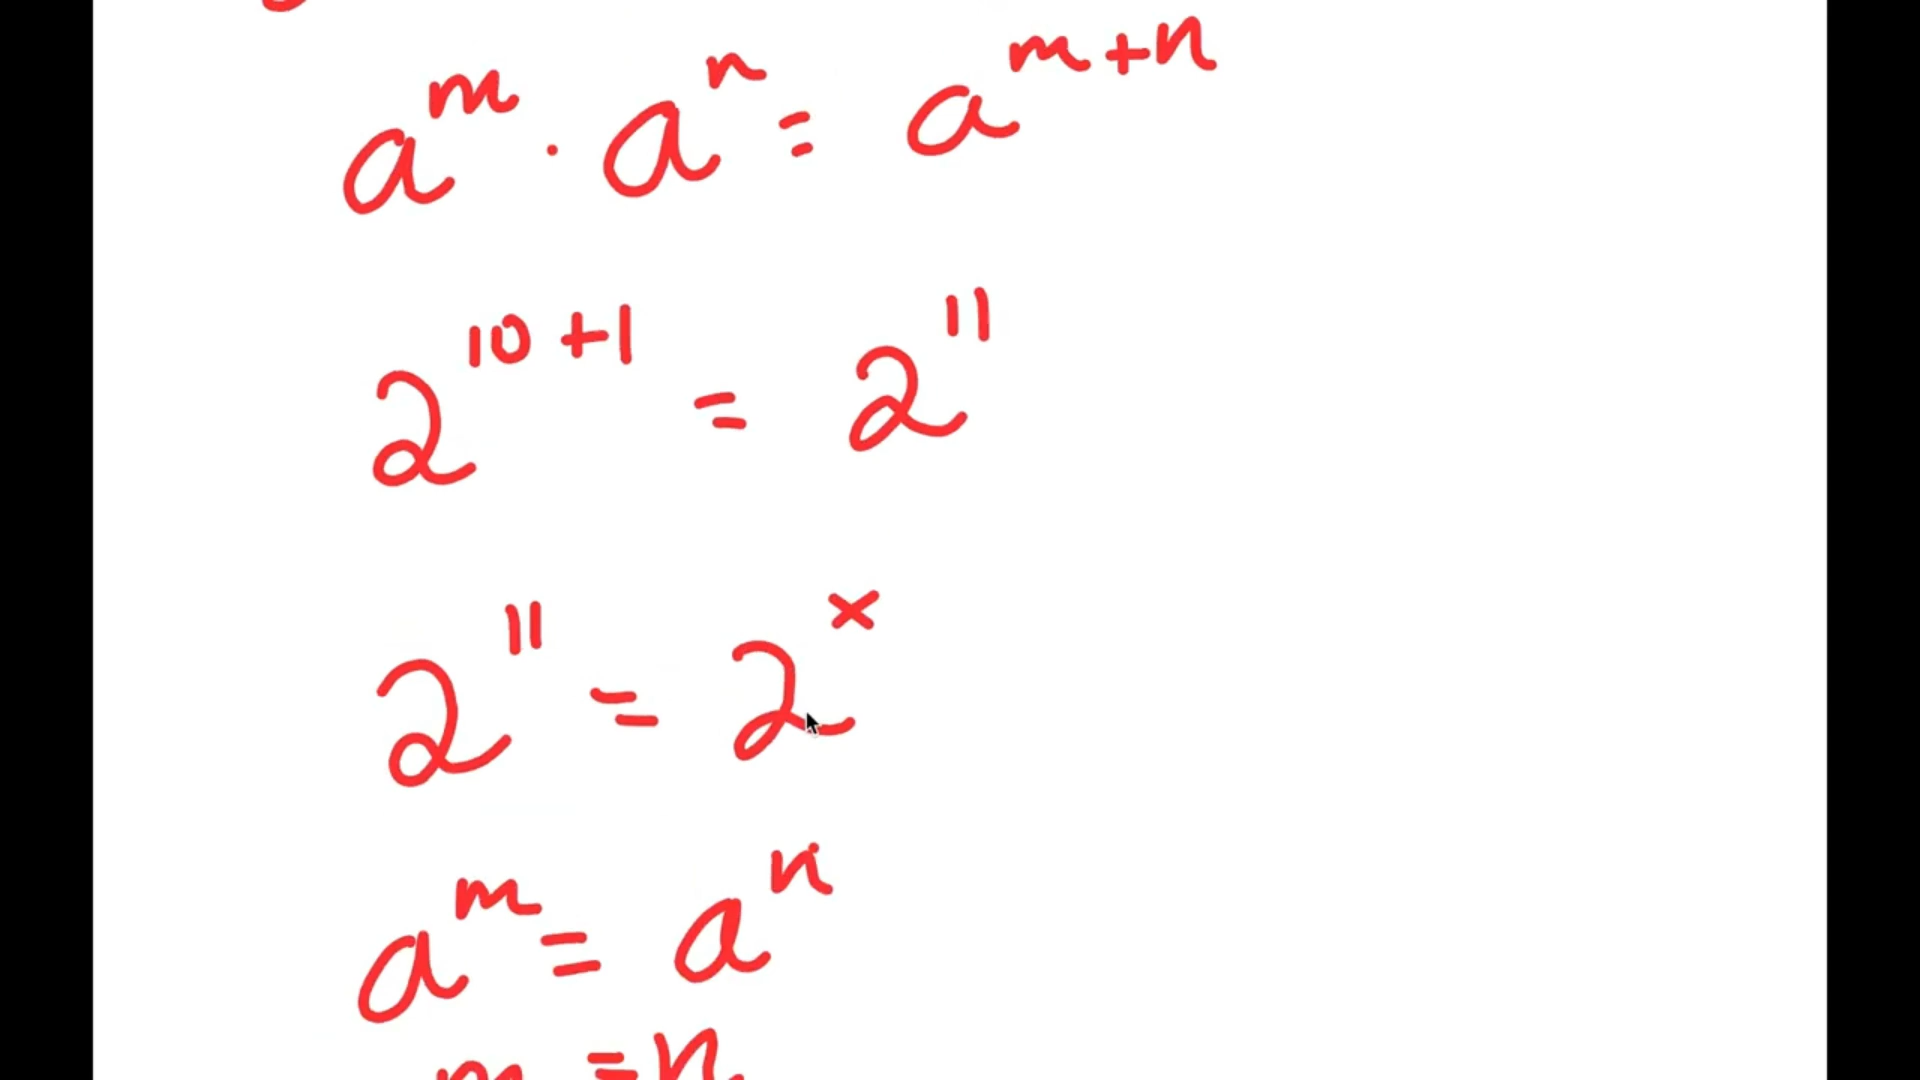 a^m · a^n = a^{m+n}
2^{10+1} = 2^{11}
2^{11} = 2^x
a^m = a^n
m = n